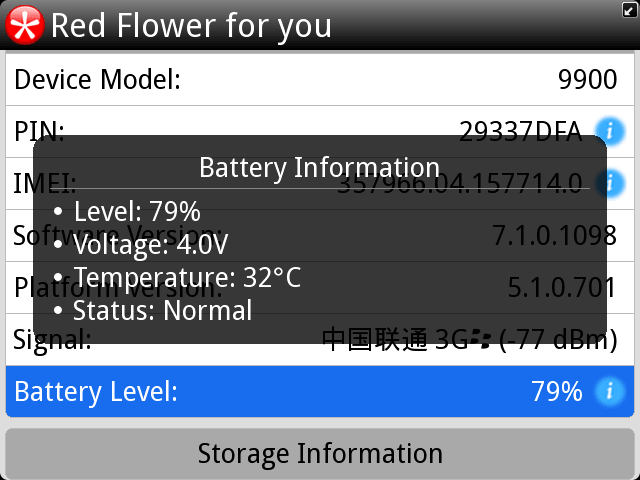 Red Flower for you
Device Model: 9900
PIN: 29337DFA
Battery Information
IMEI: 357966.04.157714.0
• Level: 79%
Software Version: 7.1.0.1098
• Voltage: 4.0V
• Temperature: 32°C
Platform Version: 5.1.0.701
• Status: Normal
Signal: 中国联通 3G (-77 dBm)
Battery Level: 79%
Storage Information